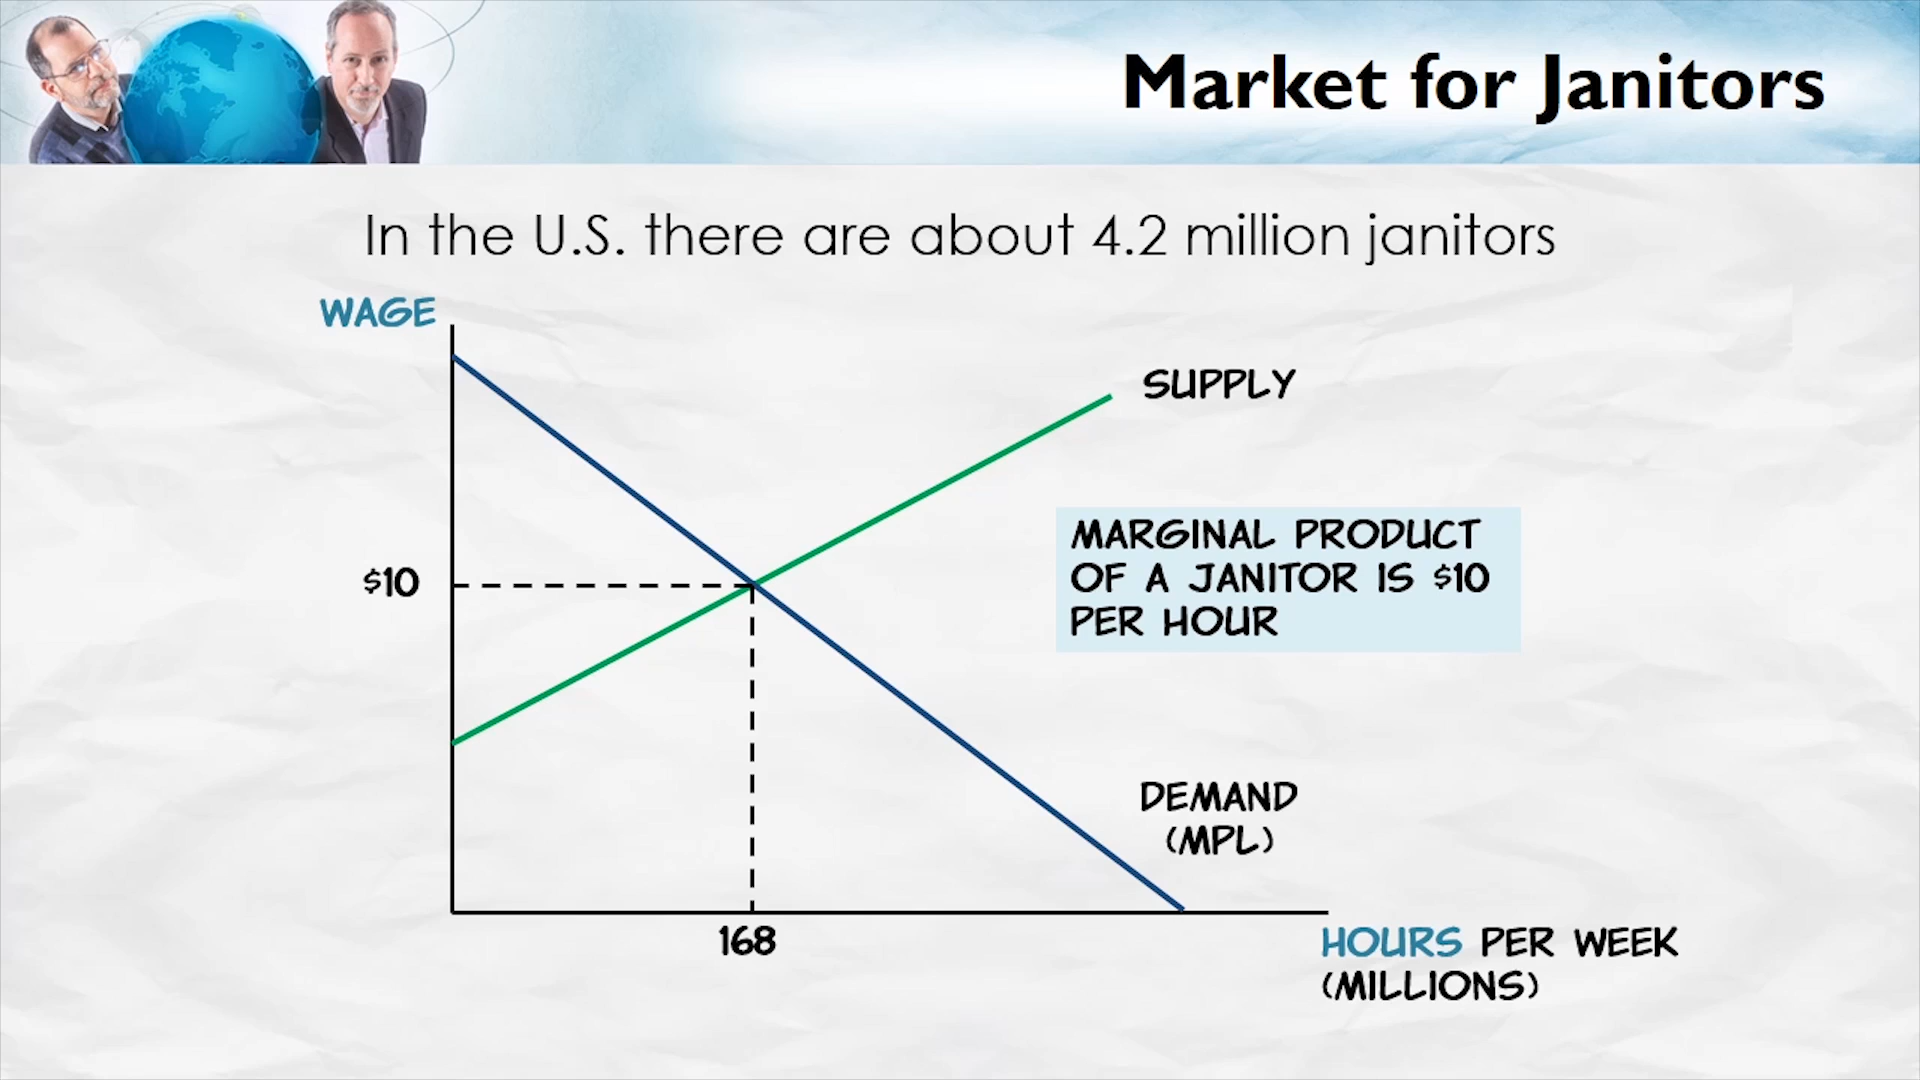 Market for Janitors
In the U.S. there are about 4.2 million janitors
WAGE
SUPPLY
MARGINAL PRODUCT
OF A JANITOR IS $10
PER HOUR
$10
DEMAND
(MPL)
168
HOURS PER WEEK
(MILLIONS)